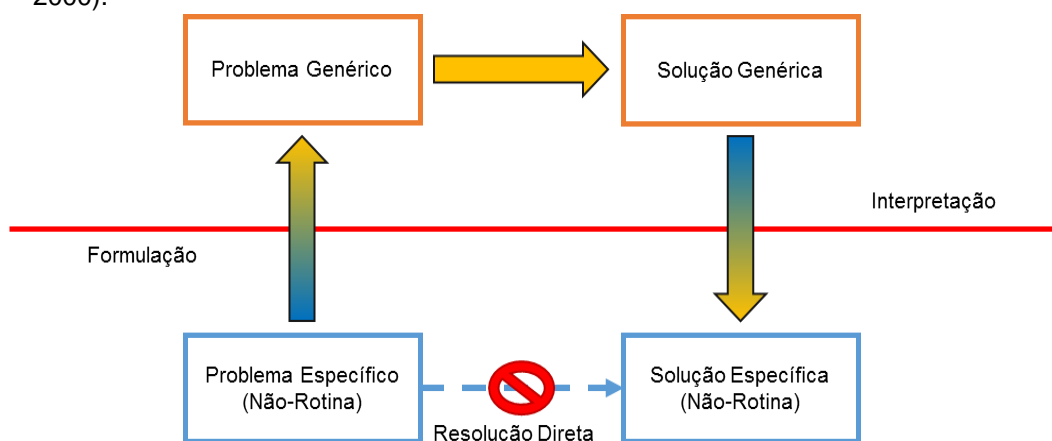 Problema Genérico
Solução Genérica
Interpretação
Formulação
Problema Específico
(Não-Rotina)
Solução Específica
(Não-Rotina)
Resolução Direta